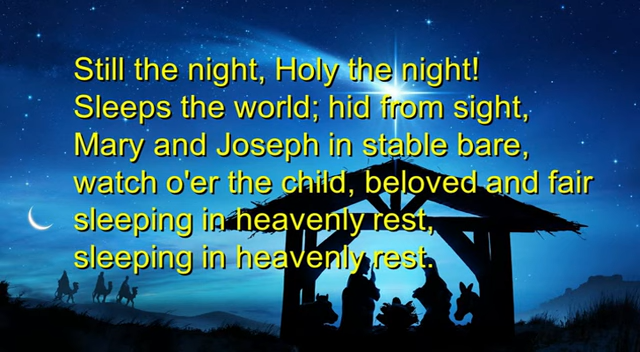 Still the night, Holy the night!
Sleeps the world; hid from sight,
Mary and Joseph in stable bare,
watch o'er the child, beloved and fair
sleeping in heavenly rest,
sleeping in heavenly rest.